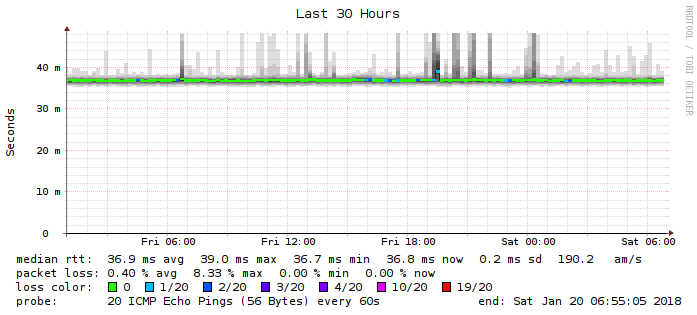 Last 30 Hours
RRDTOOL / TOBI OETIKER
Seconds
40 m
30 m
20 m
10 m
0
Fri 06:00 Fri 12:00 Fri 18:00 Sat 00:00 Sat 06:00
median rtt: 36.9 ms avg 39.0 ms max 36.7 ms min 36.8 ms now 0.2 ms sd 190.2 am/s
packet loss: 0.40 % avg 8.33 % max 0.00 % min 0.00 % now
loss color: 0 1/20 2/20 3/20 4/20 10/20 19/20
probe: 20 ICMP Echo Pings (56 Bytes) every 60s end: Sat Jan 20 06:55:05 2018